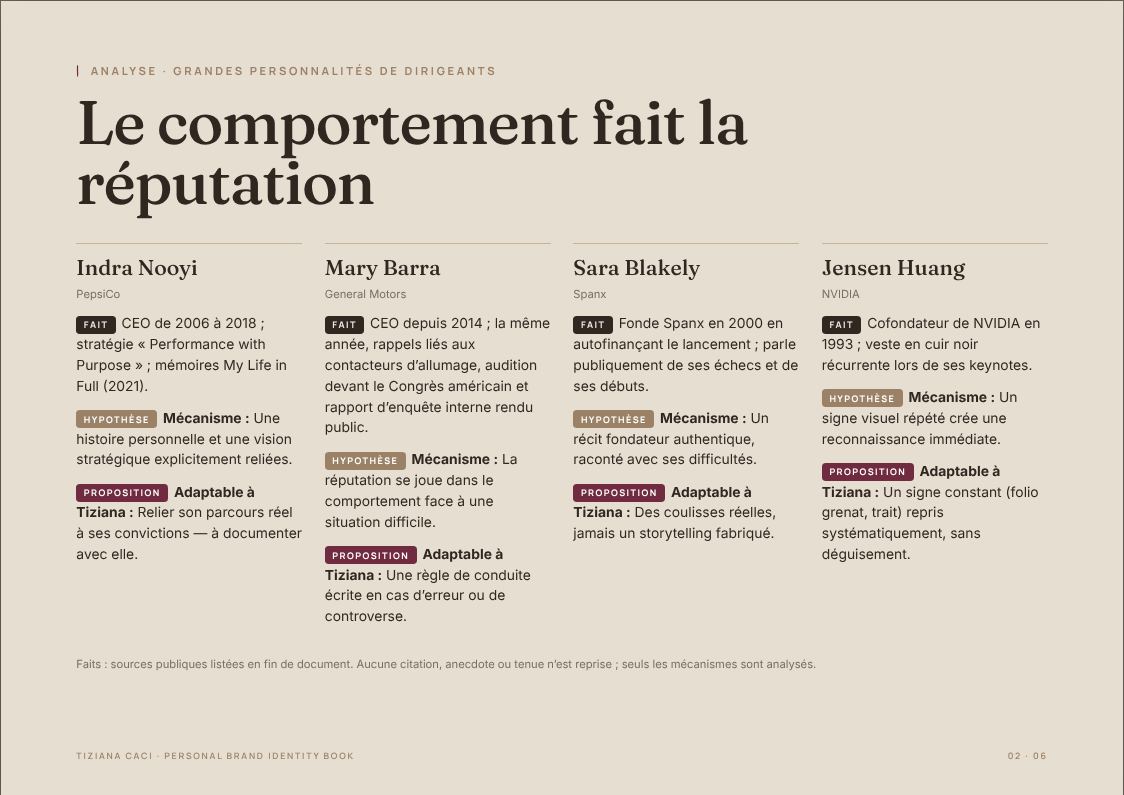 ANALYSE · GRANDES PERSONNALITÉS DE DIRIGEANTS
Le comportement fait la
réputation
Indra Nooyi
PepsiCo
FAIT CEO de 2006 à 2018 ;
stratégie « Performance with
Purpose » ; mémoires My Life in
Full (2021).
HYPOTHÈSE Mécanisme : Une
histoire personnelle et une vision
stratégique explicitement reliées.
PROPOSITION Adaptable à
Tiziana : Relier son parcours réel
à ses convictions — à documenter
avec elle.
Mary Barra
General Motors
FAIT CEO depuis 2014 ; la même
année, rappels liés aux
contacteurs d’allumage, audition
devant le Congrès américain et
rapport d’enquête interne rendu
public.
HYPOTHÈSE Mécanisme : La
réputation se joue dans le
comportement face à une
situation difficile.
PROPOSITION Adaptable à
Tiziana : Une règle de conduite
écrite en cas d’erreur ou de
controverse.
Sara Blakely
Spanx
FAIT Fonde Spanx en 2000 en
autofinançant le lancement ; parle
publiquement de ses échecs et de
ses débuts.
HYPOTHÈSE Mécanisme : Un
récit fondateur authentique,
raconté avec ses difficultés.
PROPOSITION Adaptable à
Tiziana : Des coulisses réelles,
jamais un storytelling fabriqué.
Jensen Huang
NVIDIA
FAIT Cofondateur de NVIDIA en
1993 ; veste en cuir noir
récurrente lors de ses keynotes.
HYPOTHÈSE Mécanisme : Un
signe visuel répété crée une
reconnaissance immédiate.
PROPOSITION Adaptable à
Tiziana : Un signe constant (folio
grenat, trait) repris
systématiquement, sans
déguisement.
Faits : sources publiques listées en fin de document. Aucune citation, anecdote ou tenue n’est reprise ; seuls les mécanismes sont analysés.
TIZIANA CACI · PERSONAL BRAND IDENTITY BOOK
02 · 06